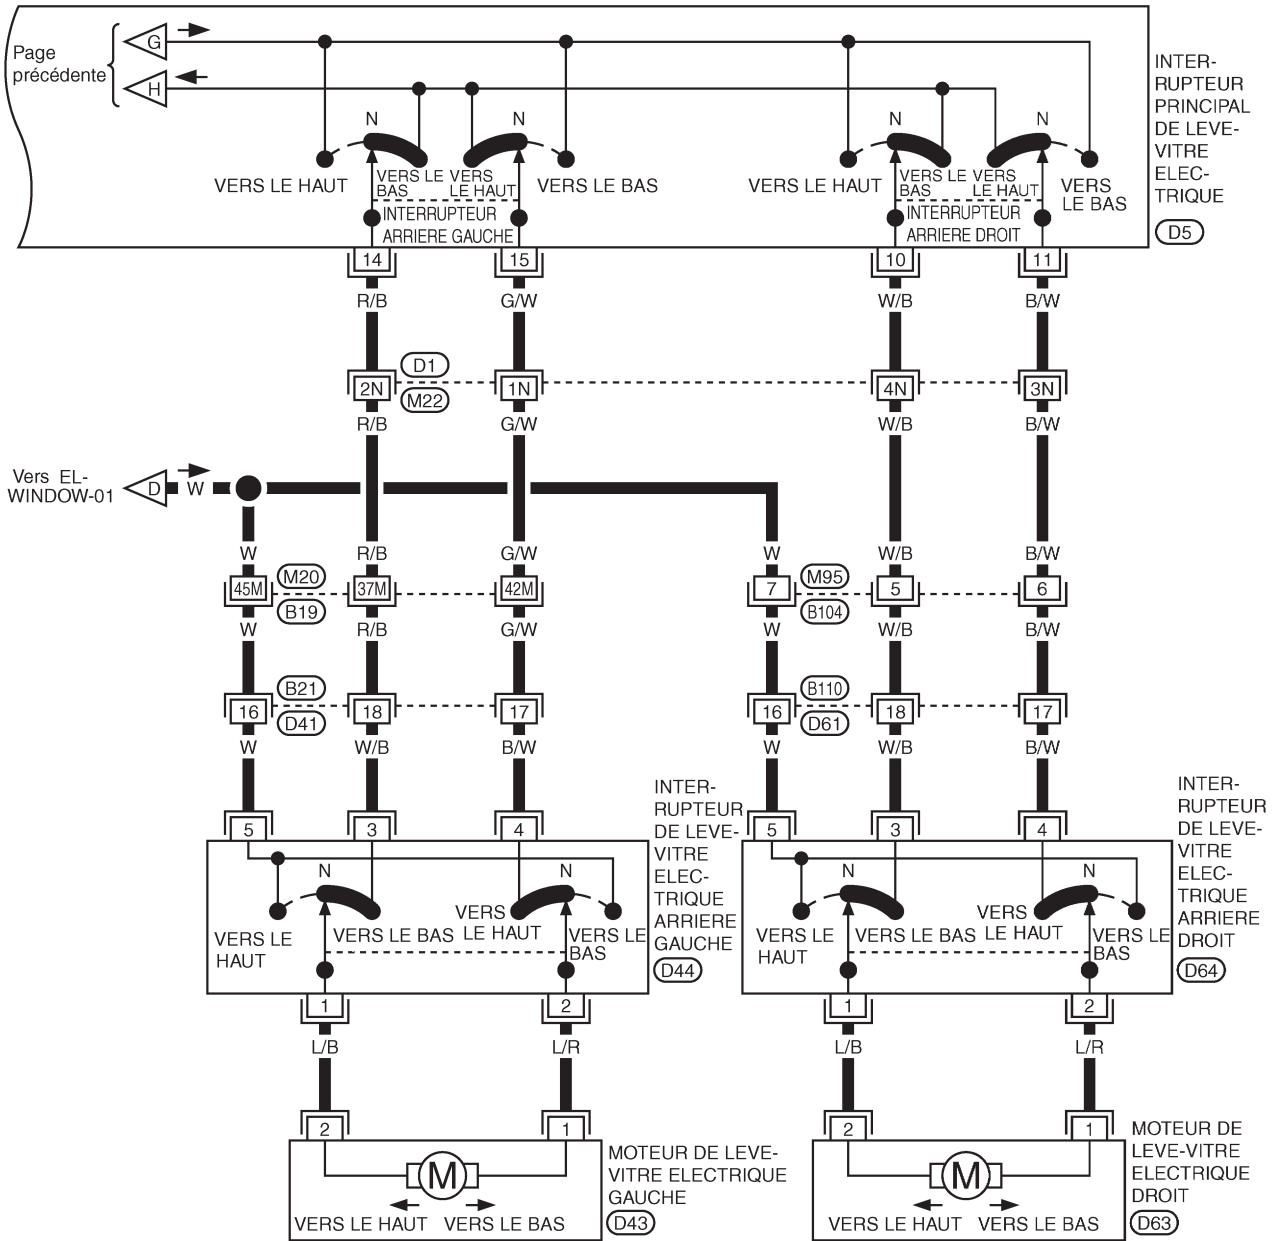 Page
précédente
G
H
N
N
N
N
VERS LE HAUT
VERS LE
BAS
VERS
LE HAUT
VERS LE BAS
VERS LE HAUT
VERS LE
BAS
VERS
LE HAUT
VERS
LE BAS
INTERRUPTEUR
ARRIERE GAUCHE
INTERRUPTEUR
ARRIERE DROIT
INTER-
RUPTEUR
PRINCIPAL
DE LEVE-
VITRE
ELEC-
TRIQUE
D5
14
15
10
11
R/B
G/W
W/B
B/W
D1
2N
1N
4N
3N
M22
R/B
G/W
W/B
B/W
Vers EL-
WINDOW-01
D
W
W
R/B
G/W
W
W/B
B/W
45M
M20
37M
42M
7
M95
5
6
B19
B104
W
R/B
G/W
W
W/B
B/W
B21
B110
16
18
17
16
18
17
D41
D61
W
W/B
B/W
W
W/B
B/W
5
3
4
5
3
4
INTER-
RUPTEUR
DE LEVE-
VITRE
ELEC-
TRIQUE
ARRIERE
GAUCHE
D44
INTER-
RUPTEUR
DE LEVE-
VITRE
ELEC-
TRIQUE
ARRIERE
DROIT
D64
N
N
N
N
VERS LE
HAUT
VERS LE BAS
VERS
LE HAUT
VERS LE
BAS
VERS LE
HAUT
VERS LE BAS
VERS
LE HAUT
VERS LE
BAS
1
2
1
2
L/B
L/R
L/B
L/R
2
1
2
1
M
M
VERS LE HAUT
VERS LE BAS
VERS LE HAUT
VERS LE BAS
MOTEUR DE LEVE-
VITRE ELECTRIQUE
GAUCHE
D43
MOTEUR DE
LEVE-VITRE
ELECTRIQUE
DROIT
D63